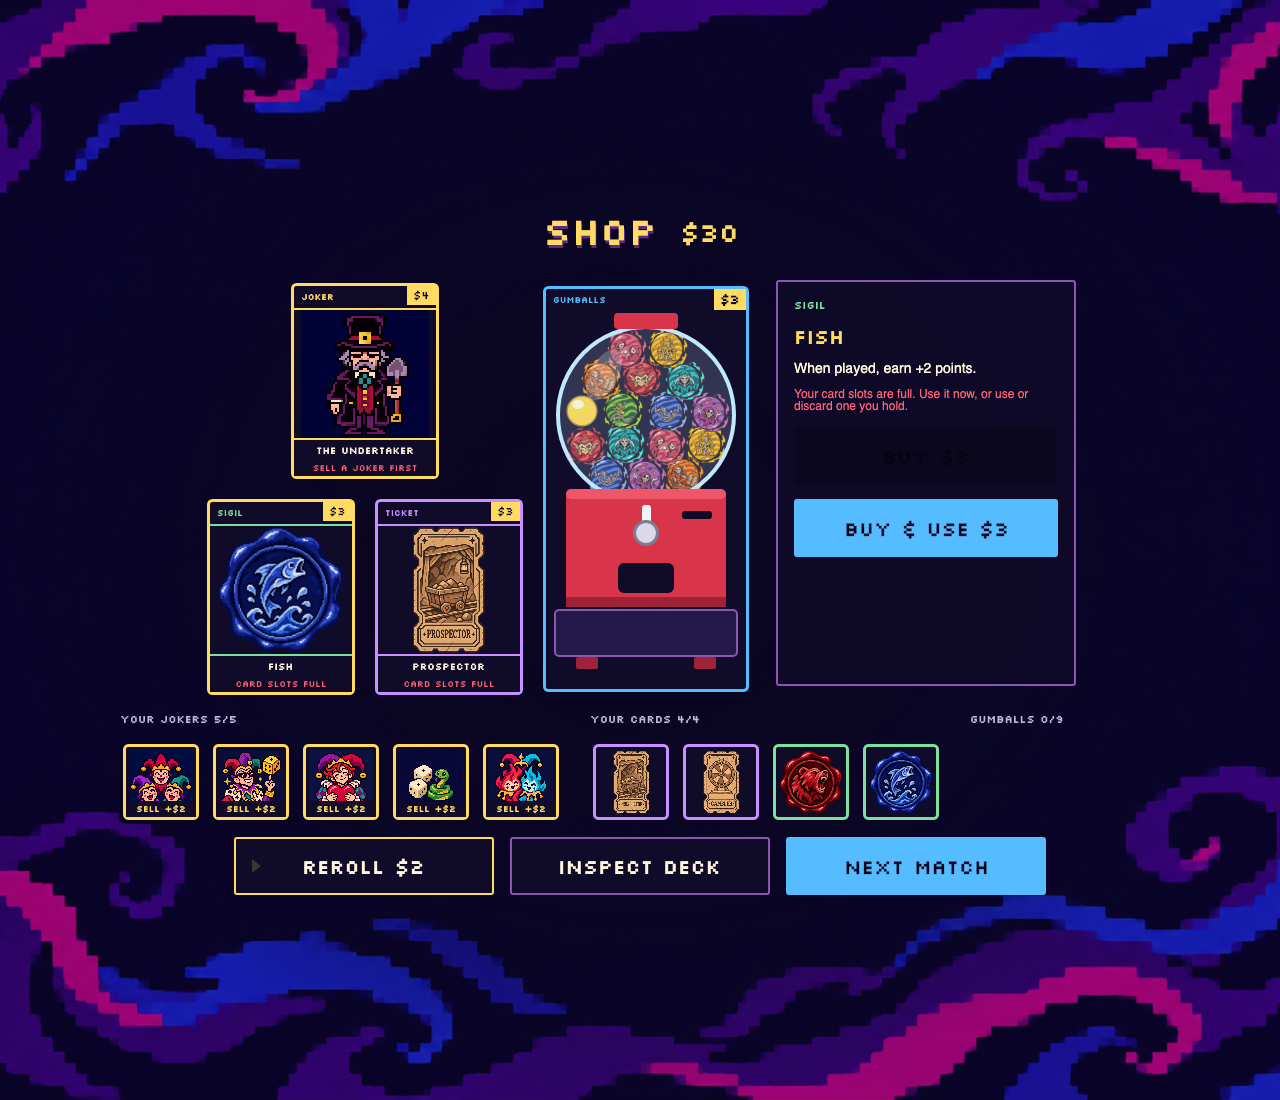 SHOP $30
JOKER $4
THE UNDERTAKER
SELL A JOKER FIRST
SIGIL $3
FISH
CARD SLOTS FULL
TICKET $3
PROSPECTOR
PROSPECTOR
CARD SLOTS FULL
GUMBALLS $3
SIGIL
FISH
When played, earn +2 points.
Your card slots are full. Use it now, or use or
discard one you hold.
BUY $3
BUY & USE $3
YOUR JOKERS 5/5
YOUR CARDS 4/4
GUMBALLS 0/9
SELL +$2
SELL +$2
SELL +$2
SELL +$2
SELL +$2
GAMBLER
REROLL $2
INSPECT DECK
NEXT MATCH